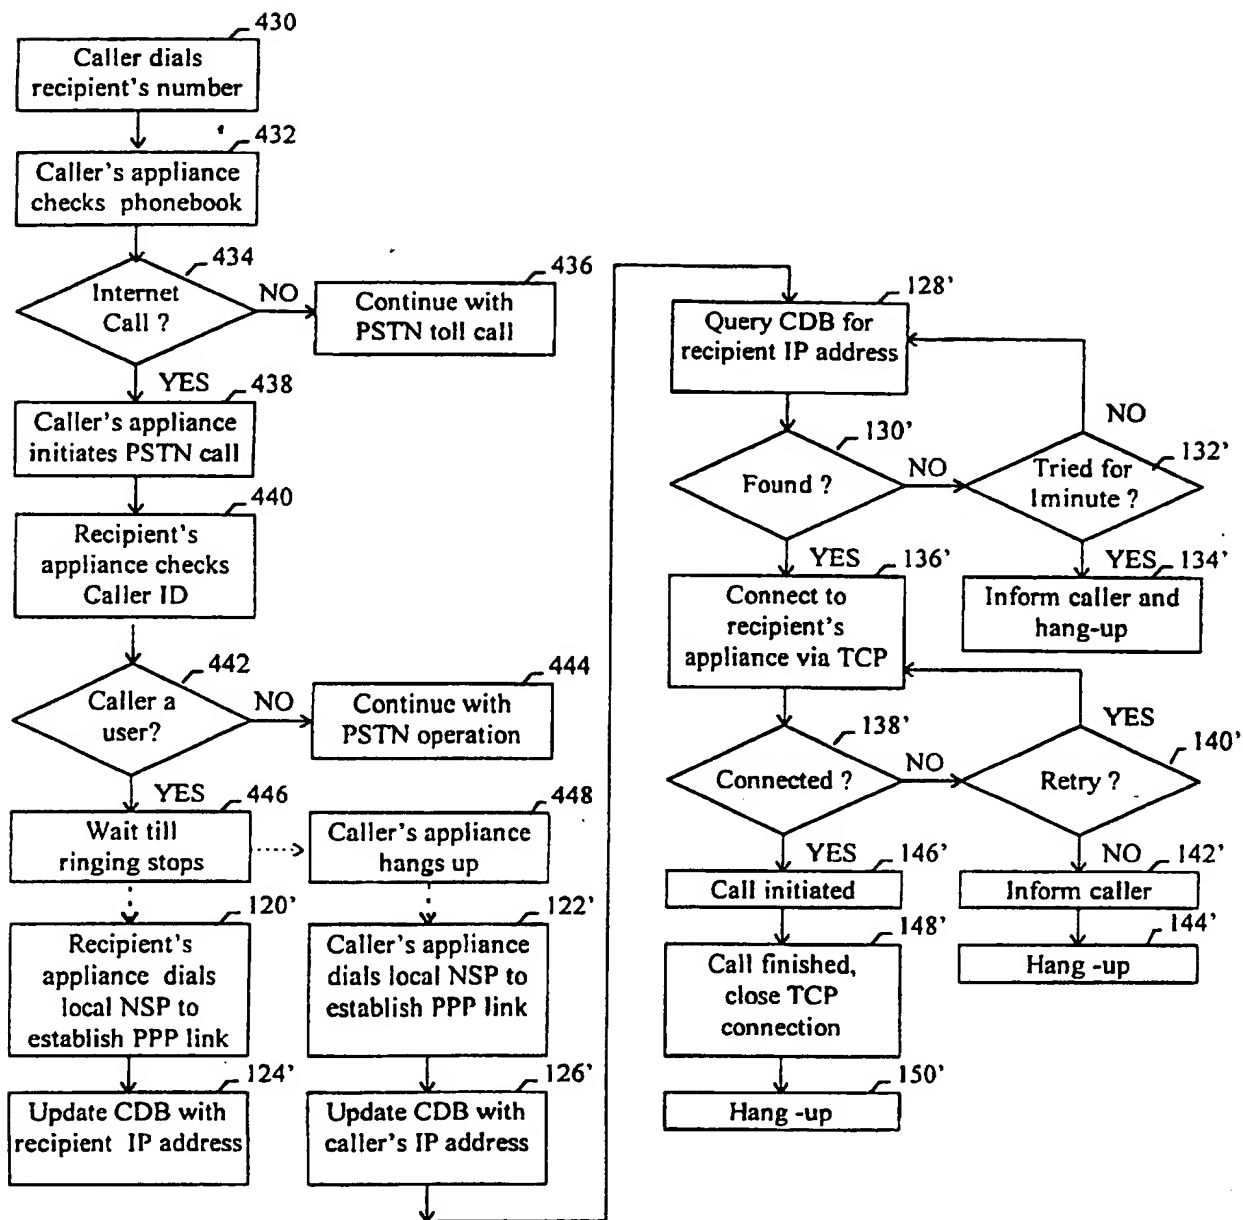 430
Caller dials
recipient's number
432
Caller's appliance
checks phonebook
434
Internet
Call ?
NO
436
Continue with
PSTN toll call
YES
438
Caller's appliance
initiates PSTN call
440
Recipient's
appliance checks
Caller ID
442
Caller a
user?
NO
444
Continue with
PSTN operation
YES
446
Wait till
ringing stops
448
Caller's appliance
hangs up
120'
Recipient's
appliance dials
local NSP to
establish PPP link
122'
Caller's appliance
dials local NSP to
establish PPP link
124'
Update CDB with
recipient IP address
126'
Update CDB with
caller's IP address
128'
Query CDB for
recipient IP address
130'
Found ?
NO
132'
Tried for
1minute ?
NO
YES
134'
Inform caller and
hang-up
YES
136'
Connect to
recipient's
appliance via TCP
138'
Connected ?
NO
140'
Retry ?
YES
NO
142'
Inform caller
144'
Hang -up
YES
146'
Call initiated
148'
Call finished,
close TCP
connection
150'
Hang -up